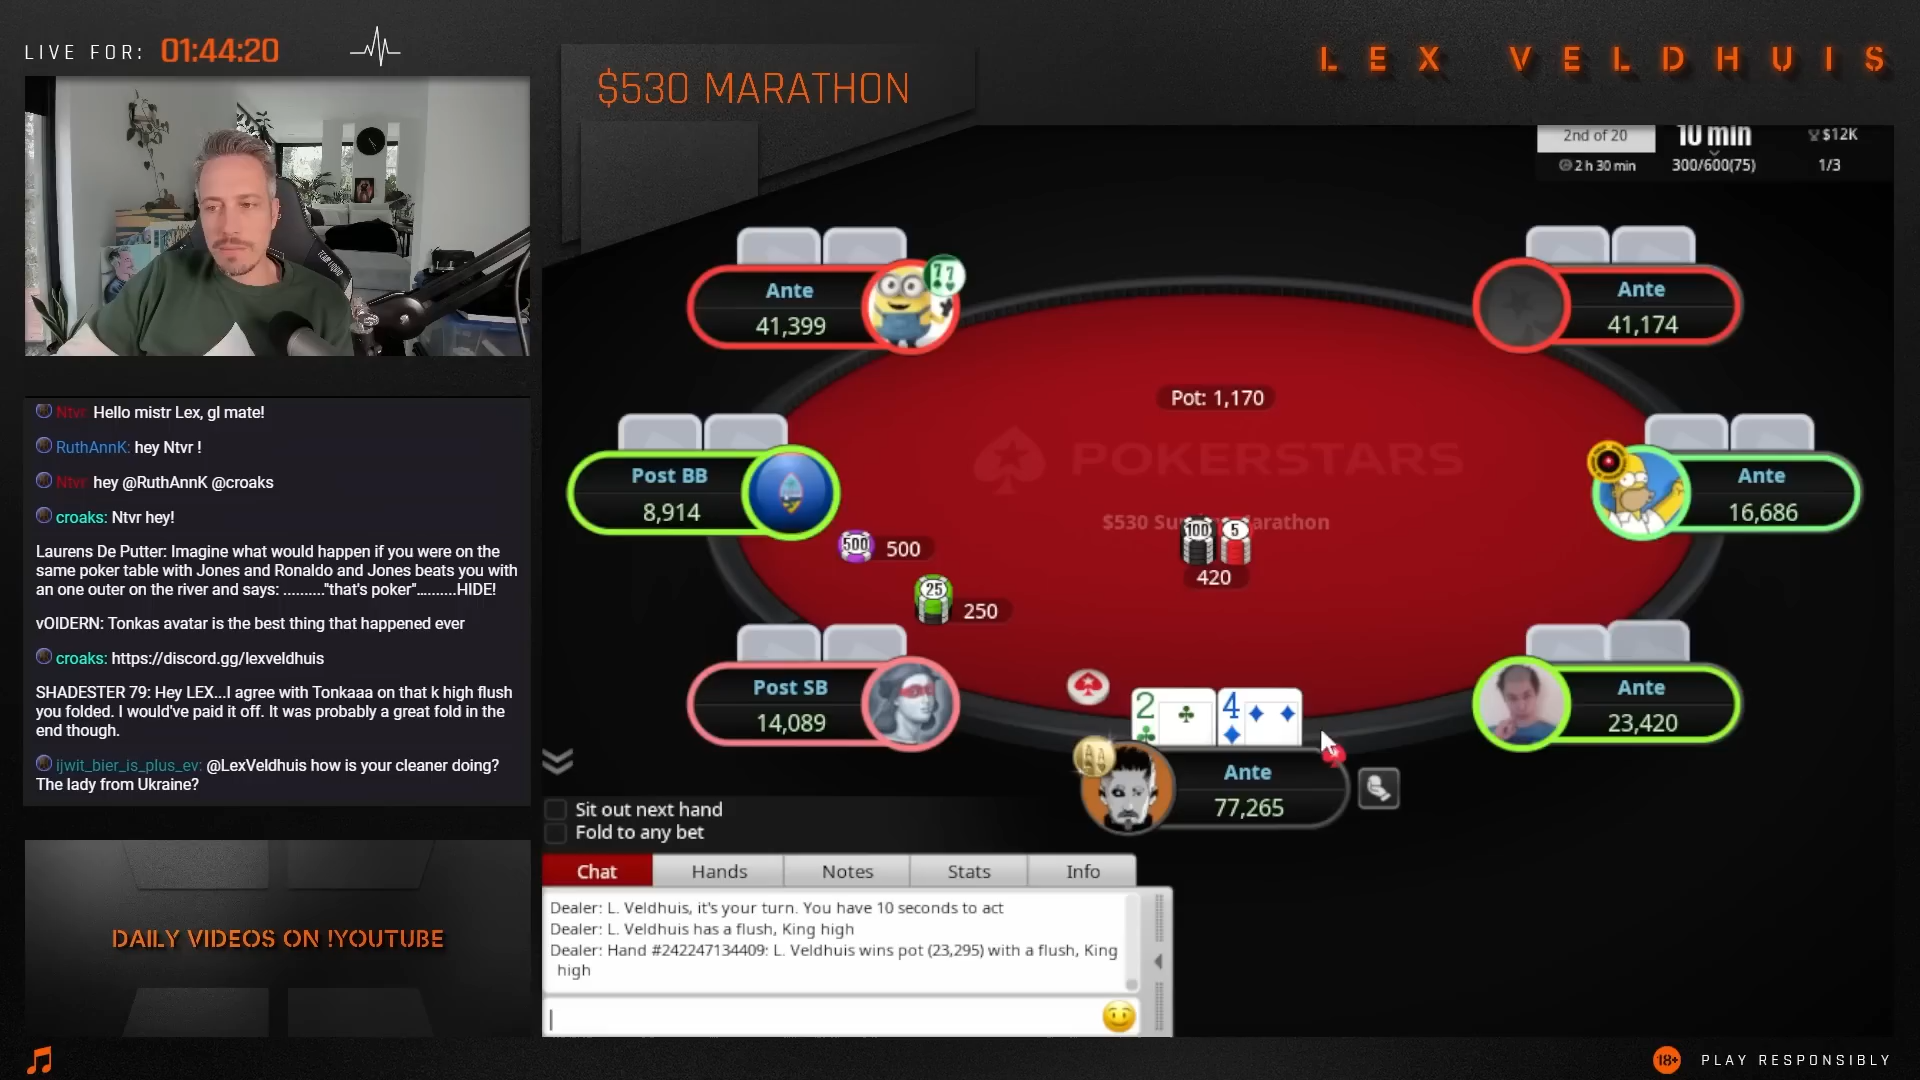 LIVE FOR: 01:44:20
$530 MARATHON
LEX VELDHUIS
2nd of 20
10 min
$12K
2 h 30 min
300/600(75)
1/3
Ante
41,399
Ante
41,174
Pot: 1,170
POKERSTARS
Post BB
8,914
Ante
16,686
$530 Marathon
500
500
100
5
420
25
250
Post SB
14,089
2
4
Ante
23,420
Ante
77,265
Ntvr Hello mistr Lex, gl mate!
RuthAnnK: hey Ntvr !
Ntvr hey @RuthAnnK @croaks
croaks: Ntvr hey!
Laurens De Putter: Imagine what would happen if you were on the
same poker table with Jones and Ronaldo and Jones beats you with
an one outer on the river and says: .........."that's poker"..........HIDE!
vOIDERN: Tonkas avatar is the best thing that happened ever
croaks: https://discord.gg/lexveldhuis
SHADESTER 79: Hey LEX...I agree with Tonkaaa on that k high flush
you folded. I would've paid it off. It was probably a great fold in the
end though.
ijwit_bier_is_plus_ev: @LexVeldhuis how is your cleaner doing?
The lady from Ukraine?
Sit out next hand
Fold to any bet
Chat
Hands
Notes
Stats
Info
Dealer: L. Veldhuis, it's your turn. You have 10 seconds to act
Dealer: L. Veldhuis has a flush, King high
Dealer: Hand #242247134409: L. Veldhuis wins pot (23,295) with a flush, King
high
DAILY VIDEOS ON !YOUTUBE
18+ PLAY RESPONSIBLY